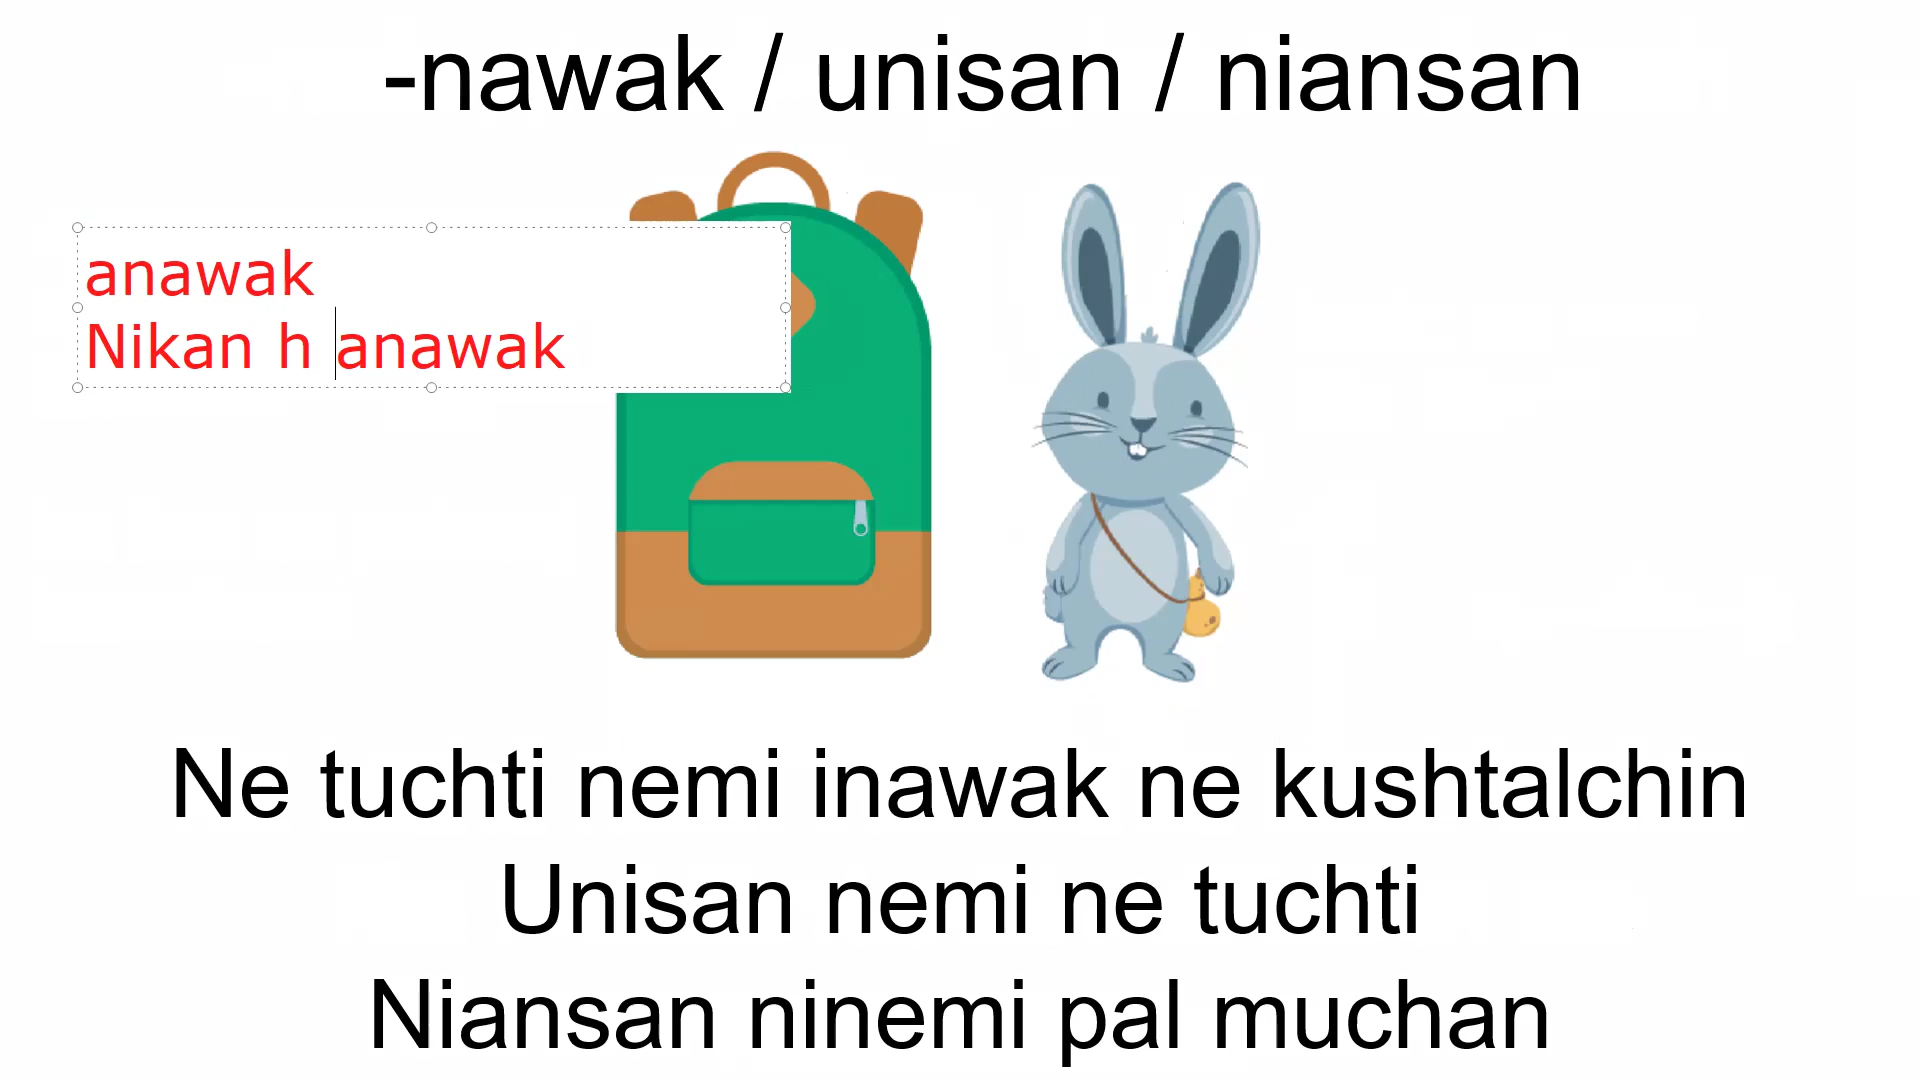 -nawak / unisan / niansan
anawak
Nikan h anawak
Ne tuchti nemi inawak ne kushtalchin
Unisan nemi ne tuchti
Niansan ninemi pal muchan